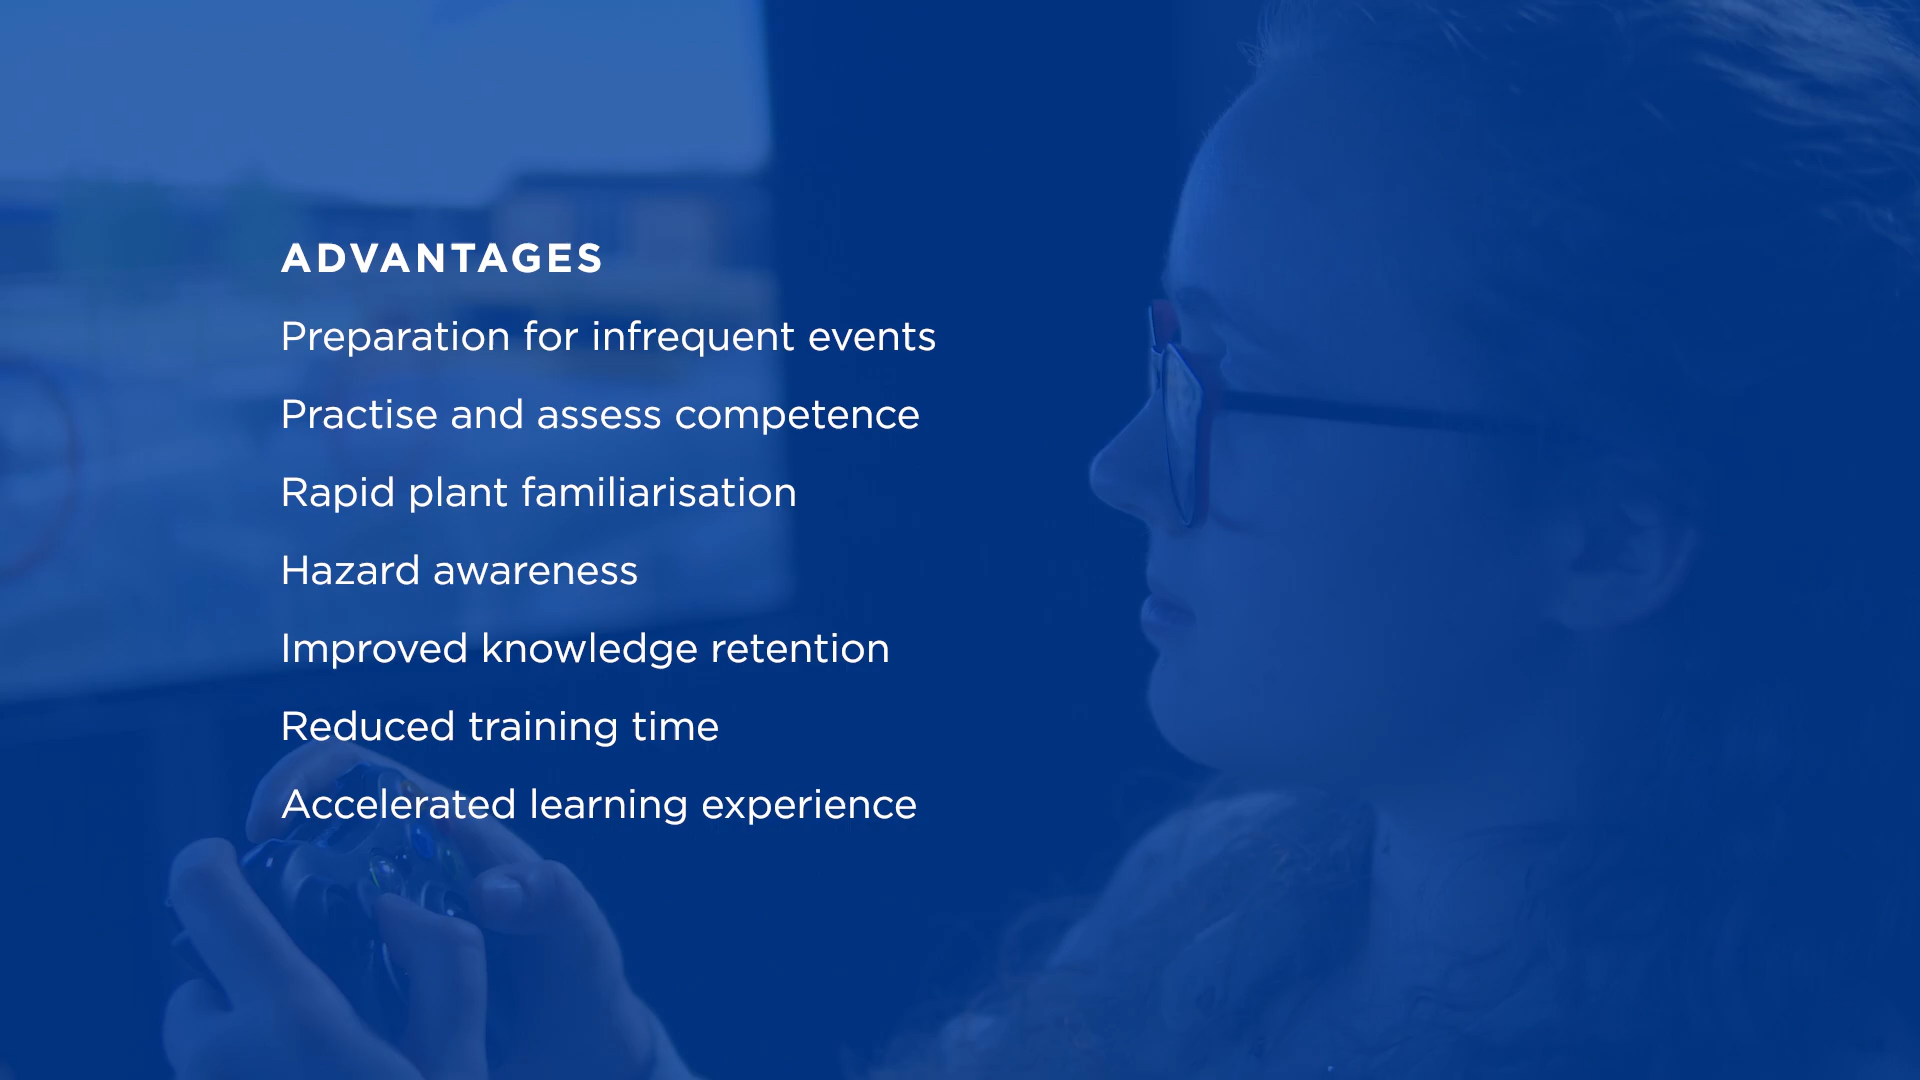 ADVANTAGES
Preparation for infrequent events
Practise and assess competence
Rapid plant familiarisation
Hazard awareness
Improved knowledge retention
Reduced training time
Accelerated learning experience